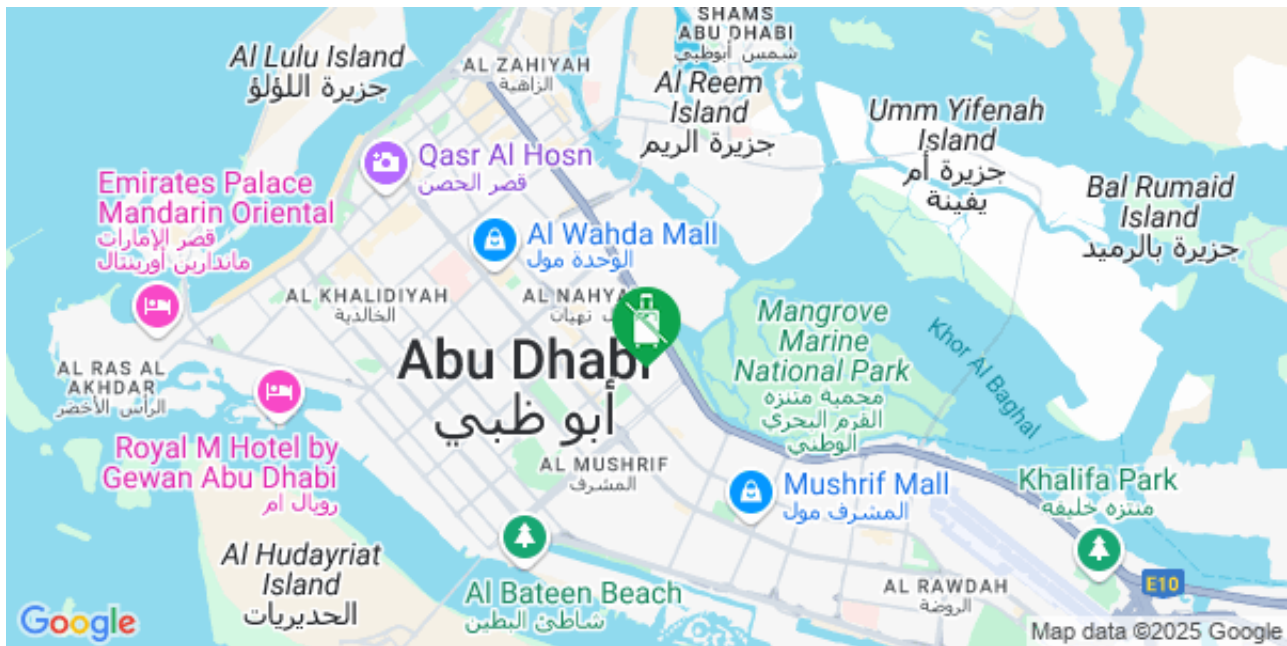 SHAMS
ABU DHABI
شمس أبوظبي
Al Lulu Island
جزيرة اللؤلؤ
AL ZAHIYAH
الزاهية
Al Reem
Island
جزيرة الريم
Umm Yifenah
Island
جزيرة أم
يفينة
Bal Rumaid
Island
جزيرة بالرميد
Qasr Al Hosn
قصر الحصن
Emirates Palace
Mandarin Oriental
قصر الإمارات
ماندارين أورينتال
Al Wahda Mall
الوحدة مول
AL KHALIDIYAH
الخالدية
AL NAHYA
نهيان
Mangrove
Marine
National Park
محمية متنزه
القرم البحري
الوطني
Khor Al Baghal
Abu Dhabi
أبو ظبي
AL RAS AL
AKHDAR
الرأس الأخضر
Royal M Hotel by
Gewan Abu Dhabi
رويال ام
AL MUSHRIF
المشرف
Mushrif Mall
المشرف مول
Khalifa Park
منتزه خليفه
Al Hudayriat
Island
الحديريات
Al Bateen Beach
شاطئ البطين
AL RAWDAH
الروضة
E10
Google
Map data ©2025 Google